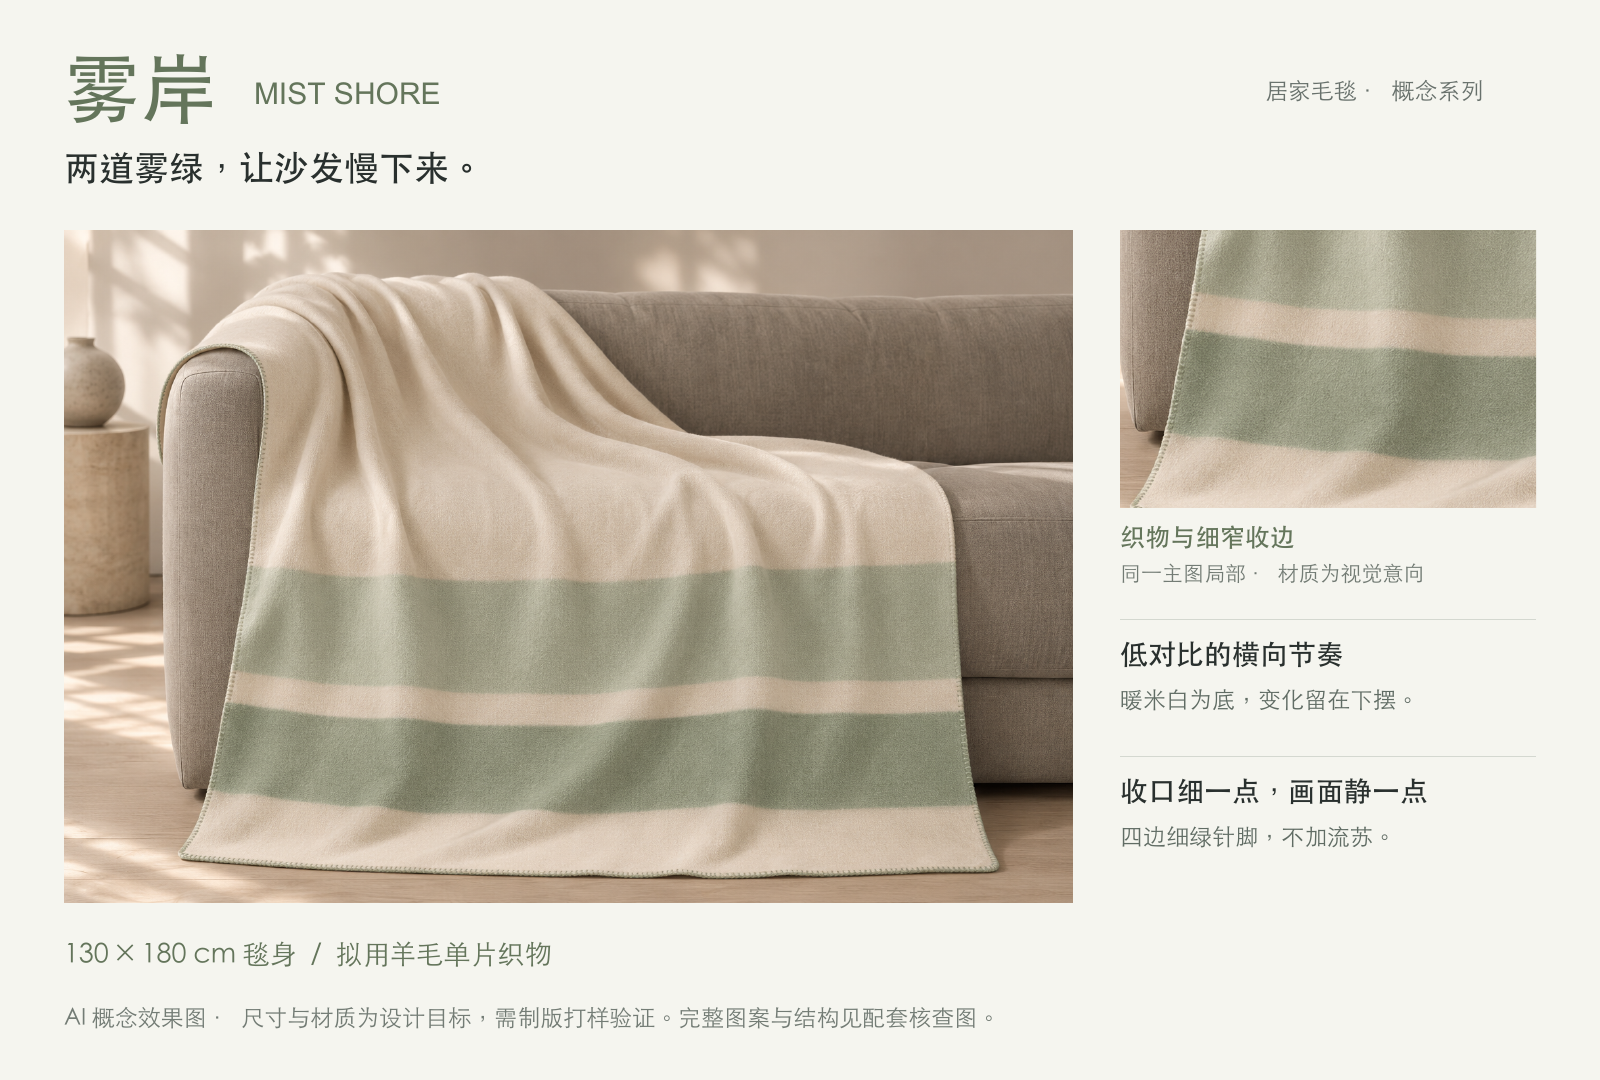 雾岸 MIST SHORE
居家毛毯 · 概念系列
两道雾绿，让沙发慢下来。
织物与细窄收边
同一主图局部 · 材质为视觉意向
低对比的横向节奏
暖米白为底，变化留在下摆。
收口细一点，画面静一点
四边细绿针脚，不加流苏。
130 × 180 cm 毯身 / 拟用羊毛单片织物
AI 概念效果图 · 尺寸与材质为设计目标，需制版打样验证。完整图案与结构见配套核查图。